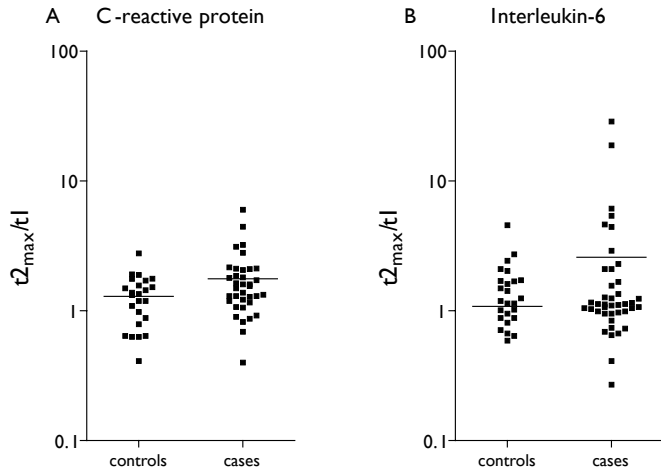 A C-reactive protein
100
10
1
0.1
t2max/t1
controls cases
B Interleukin-6
100
10
1
0.1
t2max/t1
controls cases